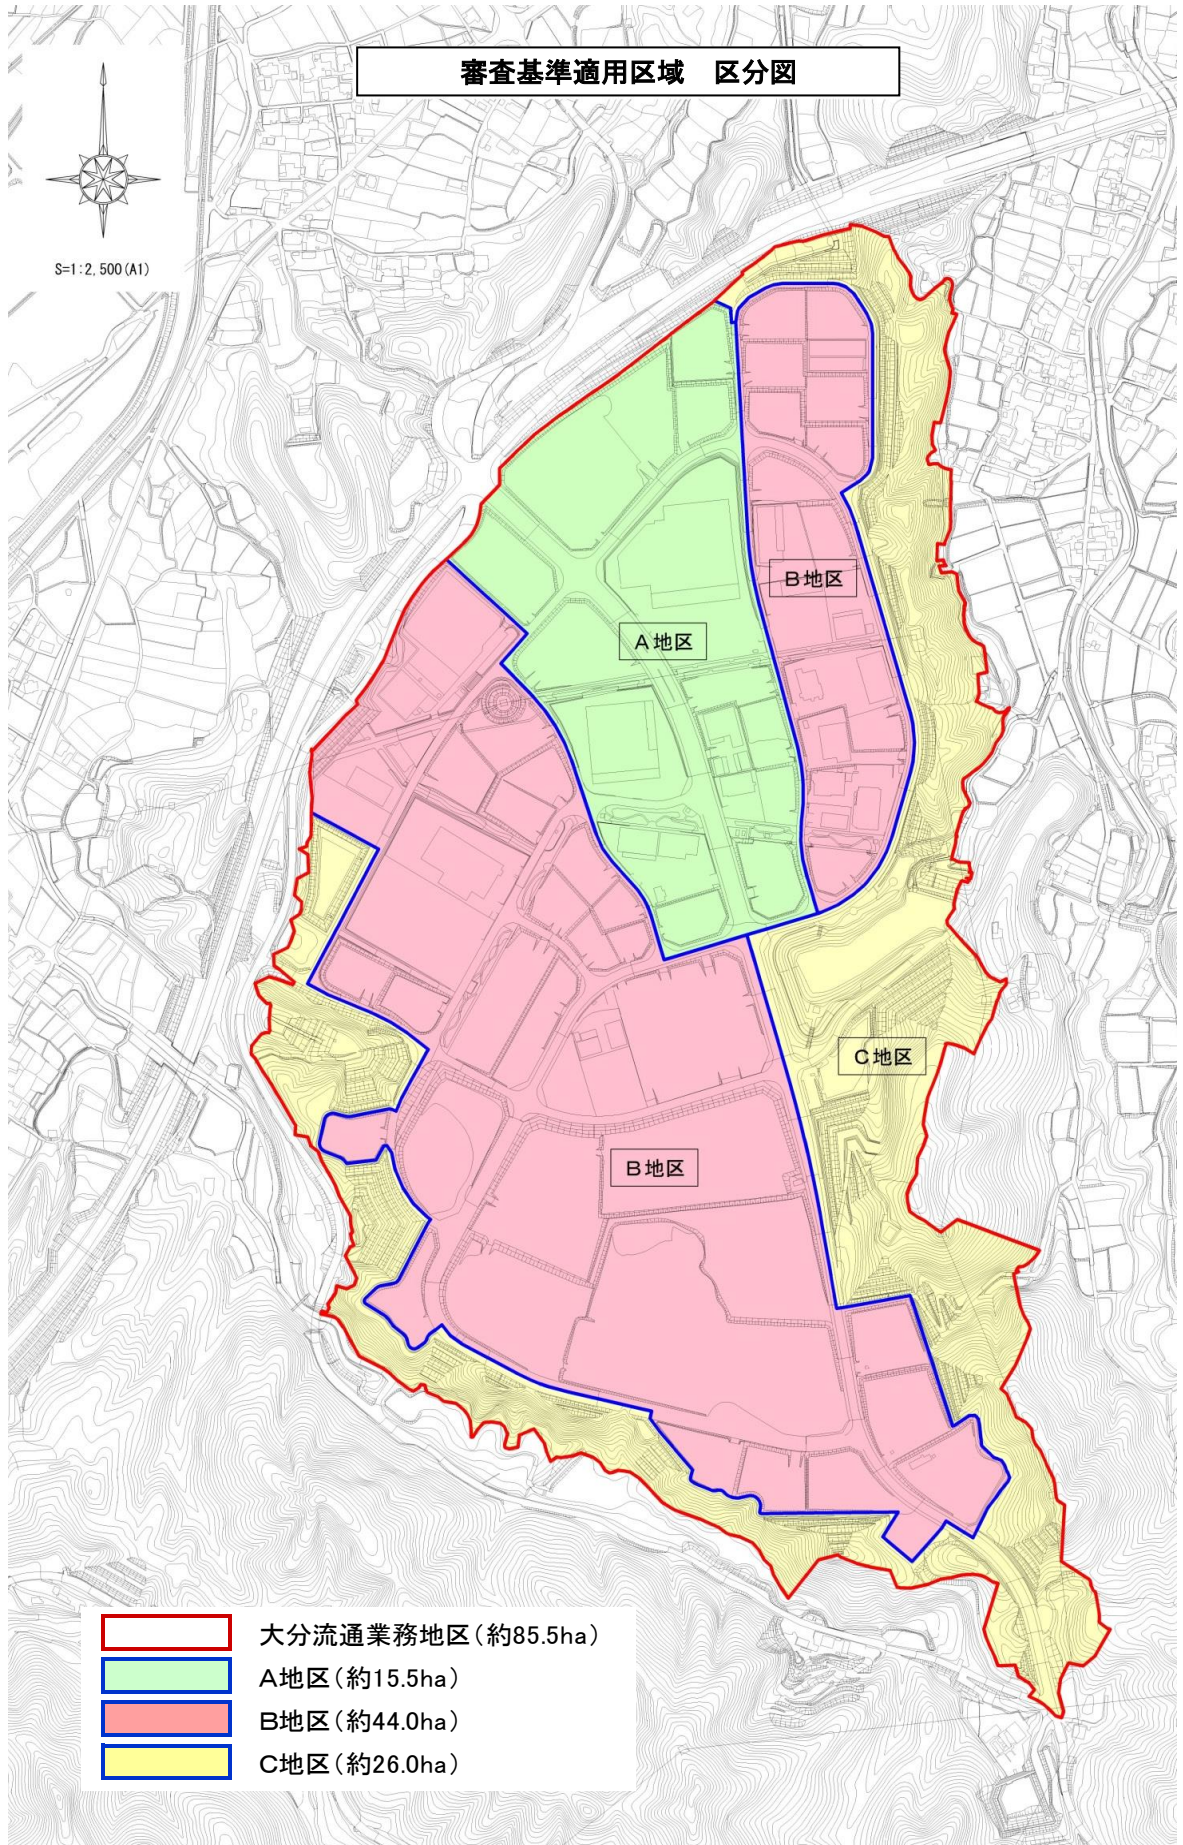 審査基準適用区域　区分図
S=1:2,500(A1)
B地区
A地区
C地区
B地区
大分流通業務地区(約85.5ha)
A地区(約15.5ha)
B地区(約44.0ha)
C地区(約26.0ha)